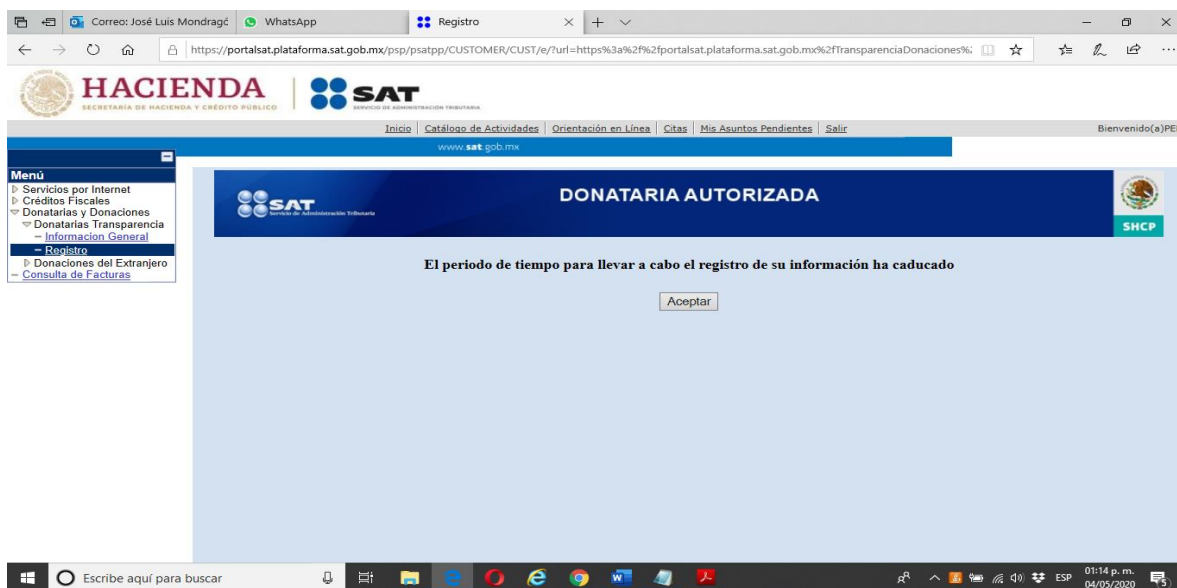 Correo: José Luis Mondragó
WhatsApp
Registro
https://portalsat.plataforma.sat.gob.mx/psp/psatpp/CUSTOMER/CUST/e/?url=https%3a%2f%2fportalsat.plataforma.sat.gob.mx%2fTransparenciaDonaciones%
HACIENDA
SECRETARÍA DE HACIENDA Y CRÉDITO PÚBLICO
SAT
SERVICIO DE ADMINISTRACIÓN TRIBUTARIA
Inicio Catálogo de Actividades Orientación en Línea Citas Mis Asuntos Pendientes Salir
Bienvenido(a)PE
www.sat.gob.mx
Menú
Servicios por Internet
Créditos Fiscales
Donatarias y Donaciones
Donatarias Transparencia
Informacion General
Registro
Donaciones del Extranjero
Consulta de Facturas
SAT
Servicio de Administración Tributaria
DONATARIA AUTORIZADA
SHCP
El periodo de tiempo para llevar a cabo el registro de su información ha caducado
Aceptar
Escribe aquí para buscar
ESP
01:14 p. m.
04/05/2020
5